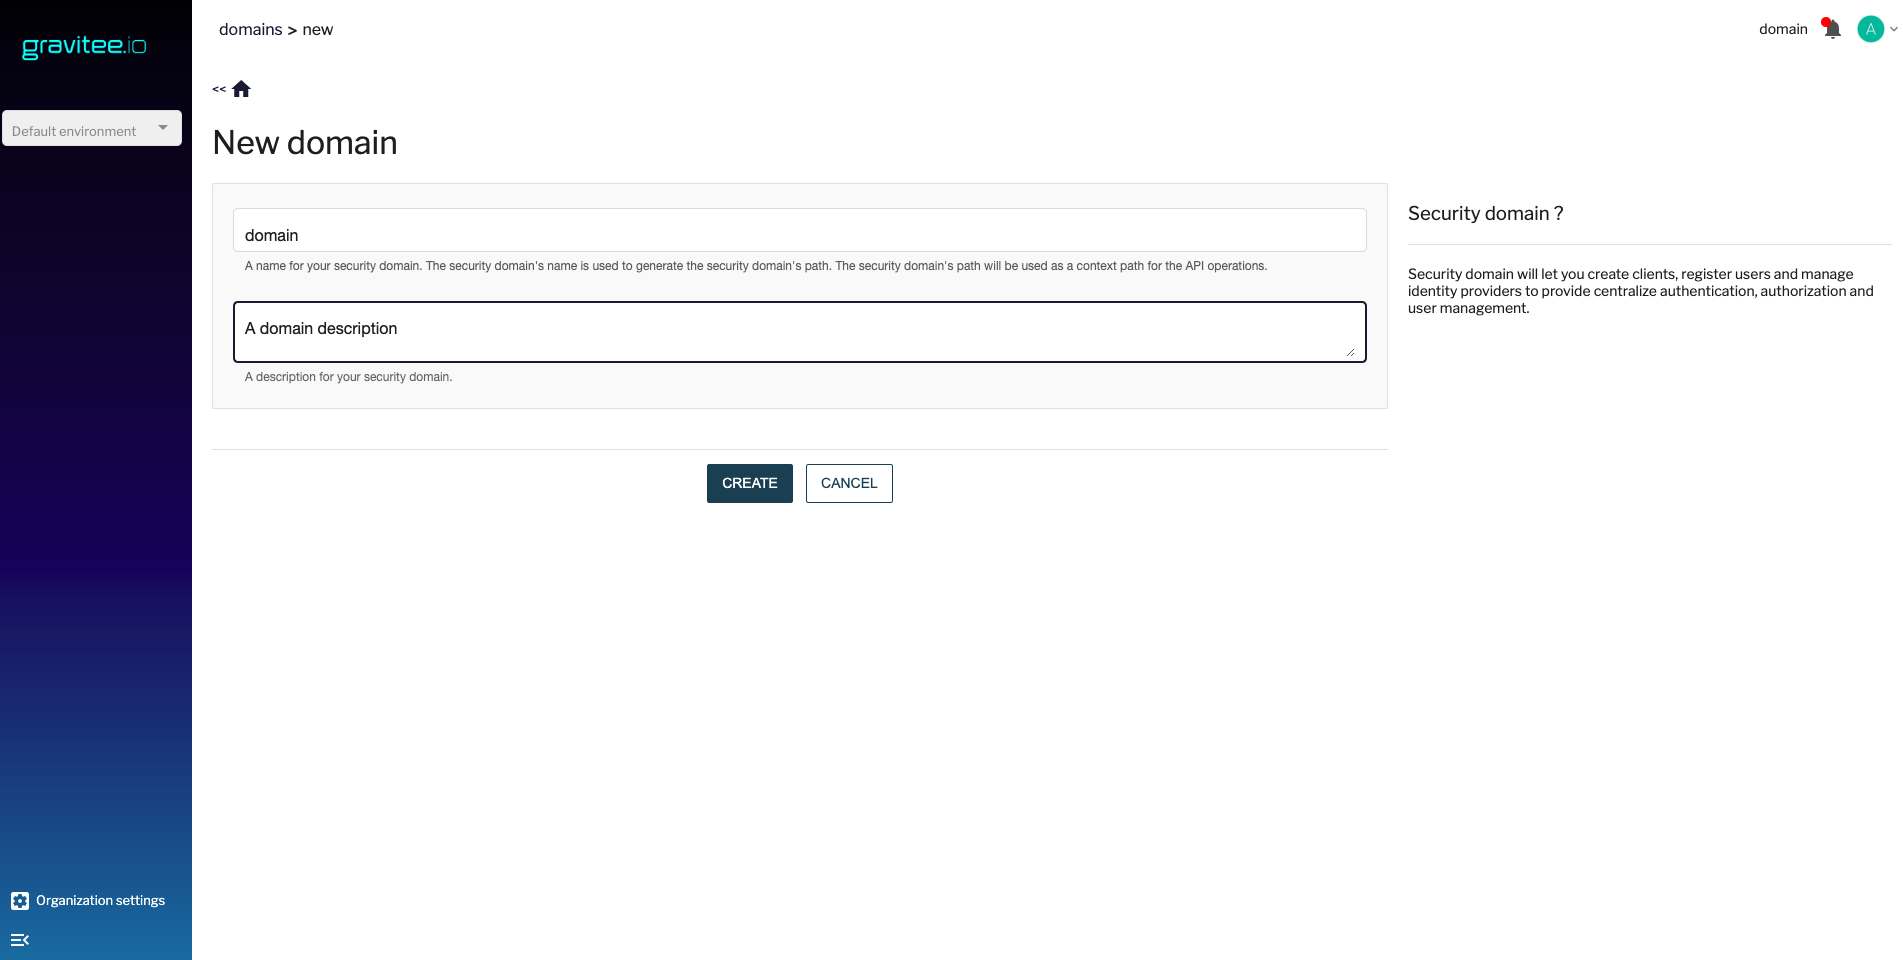 gravitee.io
domains > new
domain
A
Default environment
<<
New domain
domain
A name for your security domain. The security domain's name is used to generate the security domain's path. The security domain's path will be used as a context path for the API operations.
A domain description
A description for your security domain.
CREATE
CANCEL
Security domain ?
Security domain will let you create clients, register users and manage
identity providers to provide centralize authentication, authorization and
user management.
Organization settings